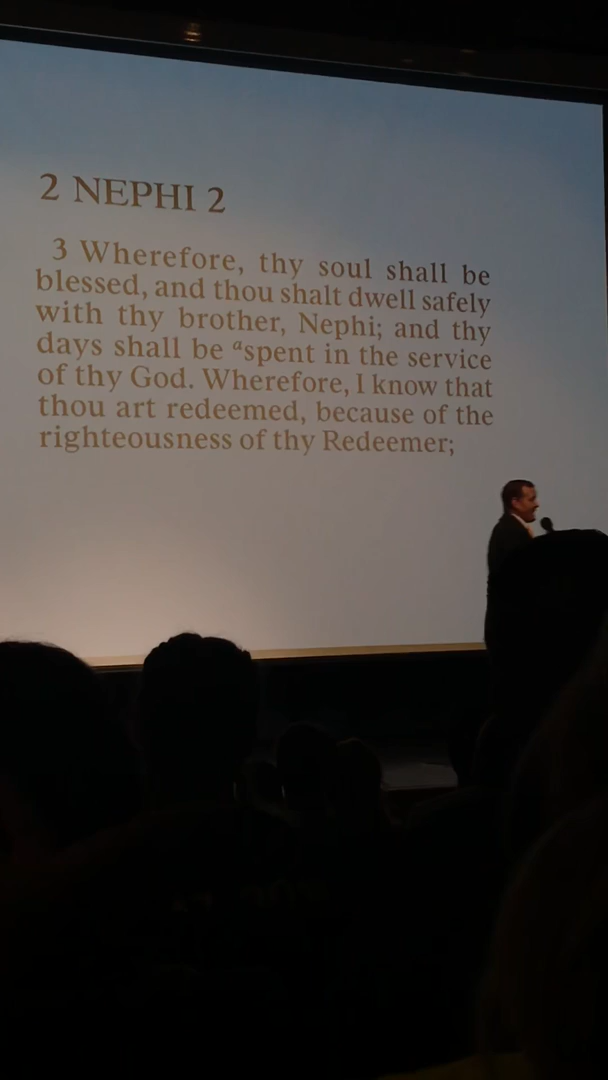 2 NEPHI 2
3 Wherefore, thy soul shall be
blessed, and thou shalt dwell safely
with thy brother, Nephi; and thy
days shall be ᵃspent in the service
of thy God. Wherefore, I know that
thou art redeemed, because of the
righteousness of thy Redeemer;